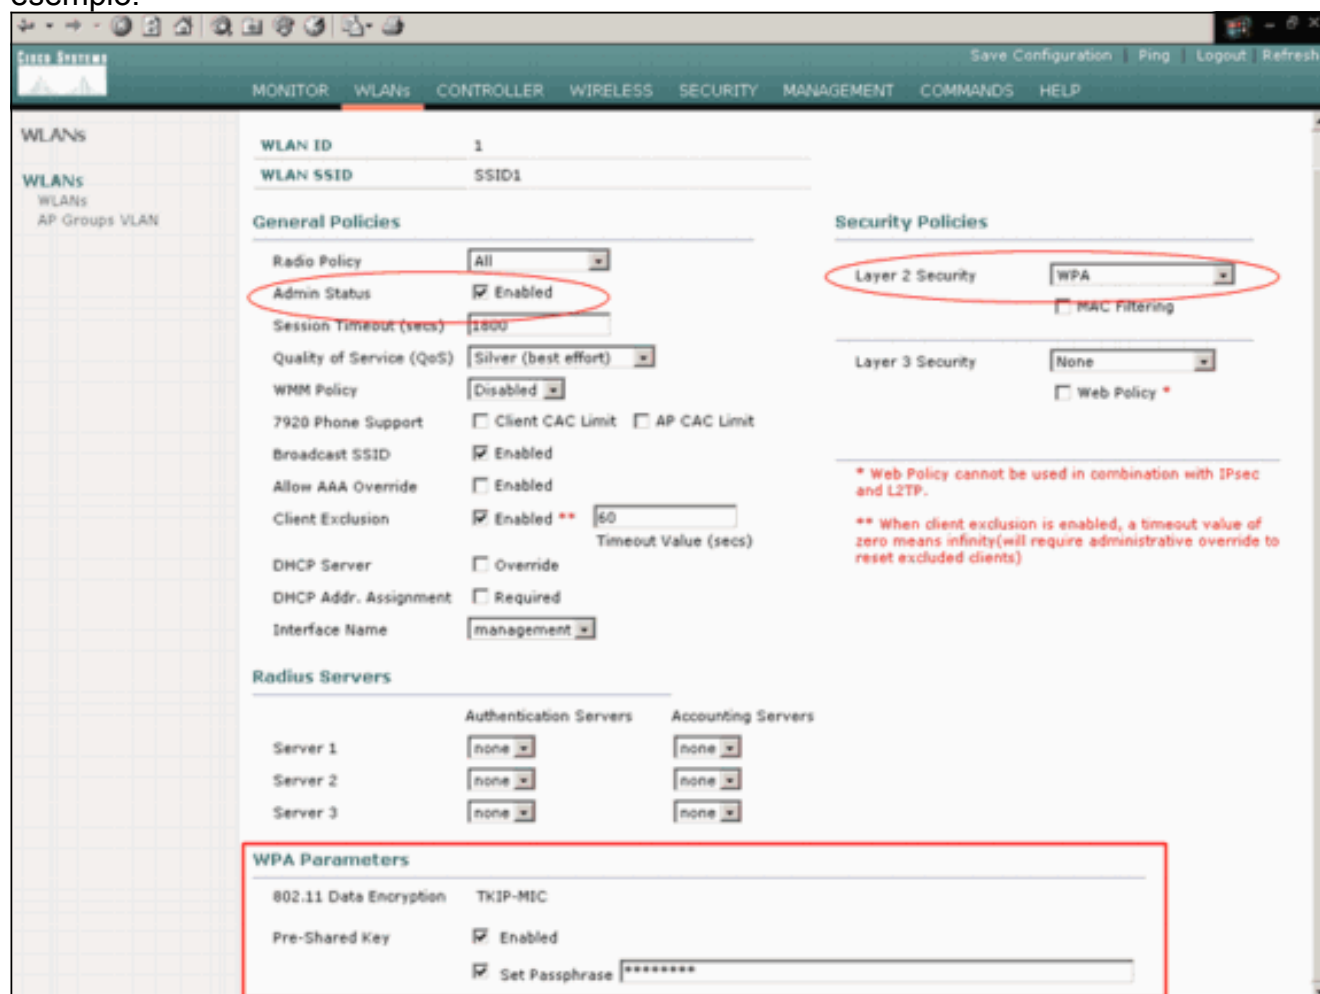 esempio:
CISCO SYSTEMS
Save Configuration | Ping | Logout | Refresh
MONITOR WLANs CONTROLLER WIRELESS SECURITY MANAGEMENT COMMANDS HELP
WLANs
WLANs
WLANs
AP Groups VLAN
WLAN ID 1
WLAN SSID SSID1
General Policies
Radio Policy All
Admin Status Enabled
Session Timeout (secs) 1800
Quality of Service (QoS) Silver (best effort)
WMM Policy Disabled
7920 Phone Support Client CAC Limit AP CAC Limit
Broadcast SSID Enabled
Allow AAA Override Enabled
Client Exclusion Enabled ** 60
Timeout Value (secs)
DHCP Server Override
DHCP Addr. Assignment Required
Interface Name management
Security Policies
Layer 2 Security WPA
MAC Filtering
Layer 3 Security None
Web Policy *
* Web Policy cannot be used in combination with IPsec
and L2TP.
** When client exclusion is enabled, a timeout value of
zero means infinity(will require administrative override to
reset excluded clients)
Radius Servers
Authentication Servers Accounting Servers
Server 1 none none
Server 2 none none
Server 3 none none
WPA Parameters
802.11 Data Encryption TKIP-MIC
Pre-Shared Key Enabled
Set Passphrase ********